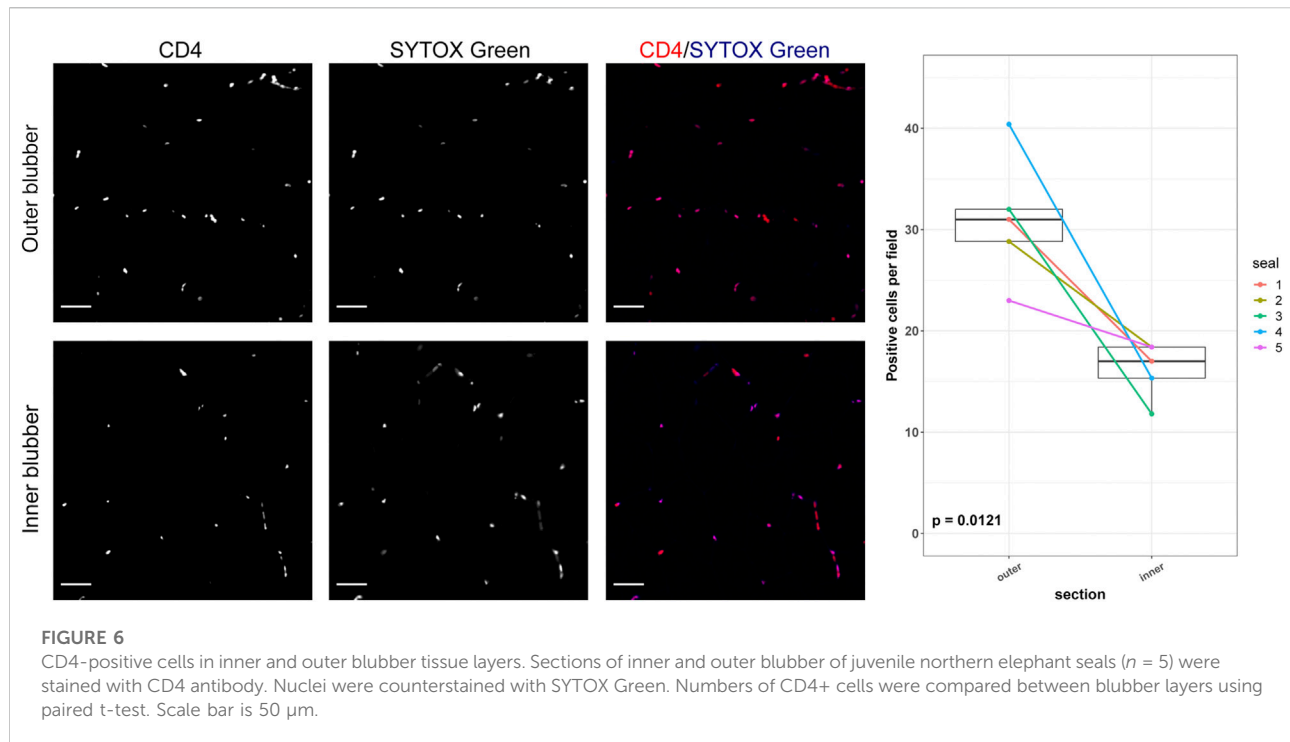 CD4
SYTOX Green
CD4/SYTOX Green
Outer blubber
Inner blubber
Positive cells per field
40
30
20
10
0
p = 0.0121
outer
inner
section
seal
1
2
3
4
5
FIGURE 6
CD4-positive cells in inner and outer blubber tissue layers. Sections of inner and outer blubber of juvenile northern elephant seals (n = 5) were
stained with CD4 antibody. Nuclei were counterstained with SYTOX Green. Numbers of CD4+ cells were compared between blubber layers using
paired t-test. Scale bar is 50 μm.